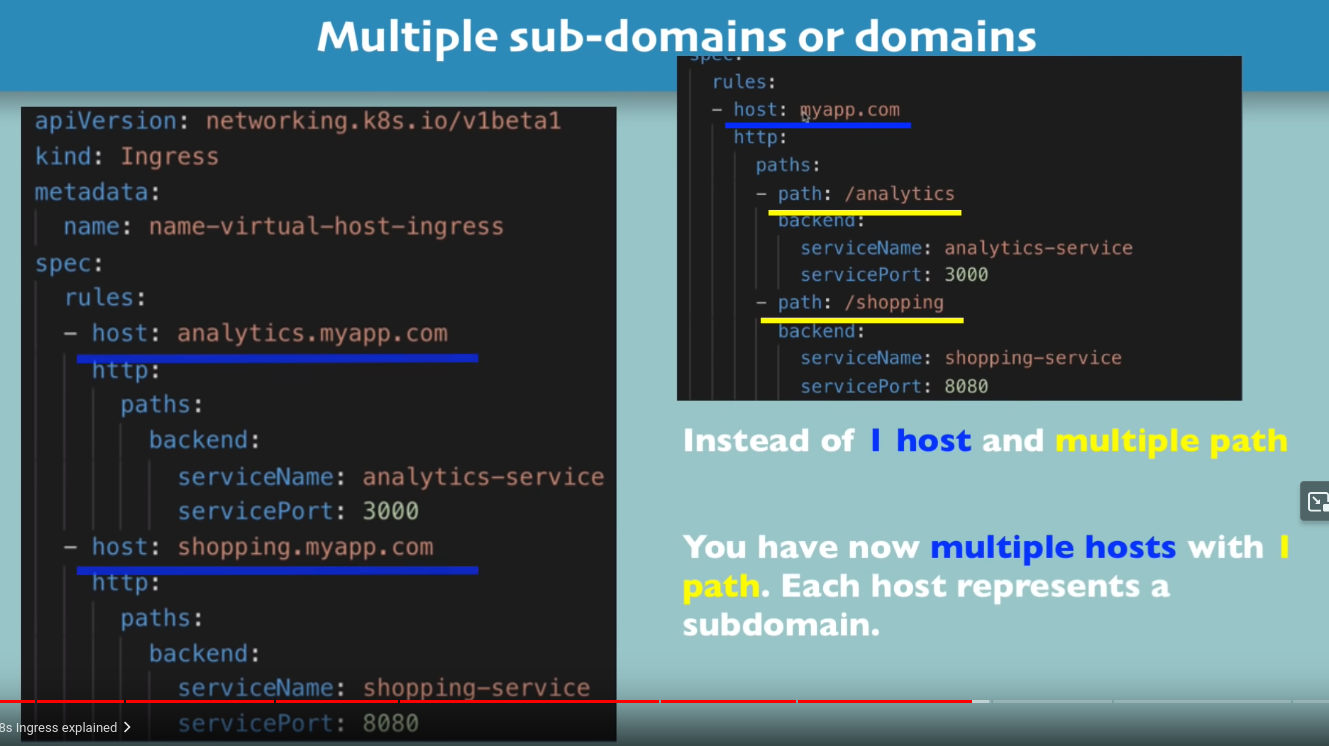 Multiple sub-domains or domains
apiVersion: networking.k8s.io/v1beta1
kind: Ingress
metadata:
name: name-virtual-host-ingress
spec:
rules:
- host: analytics.myapp.com
http:
paths:
backend:
serviceName: analytics-service
servicePort: 3000
- host: shopping.myapp.com
http:
paths:
backend:
serviceName: shopping-service
servicePort: 8080
spec:
rules:
- host: myapp.com
http:
paths:
- path: /analytics
backend:
serviceName: analytics-service
servicePort: 3000
- path: /shopping
backend:
serviceName: shopping-service
servicePort: 8080
Instead of 1 host and multiple path
You have now multiple hosts with 1
path. Each host represents a
subdomain.
8s Ingress explained